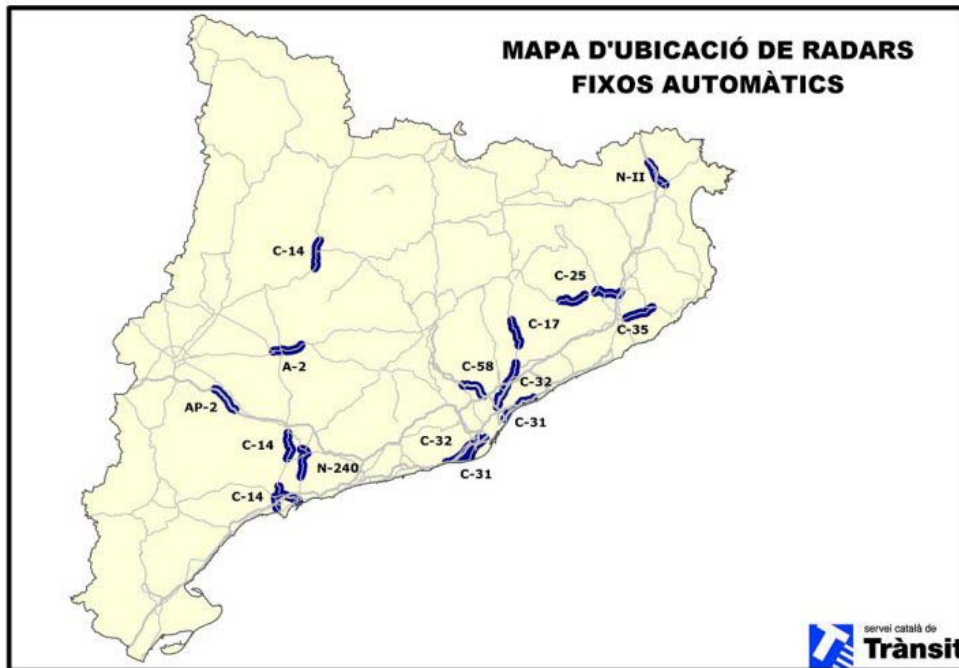 MAPA D'UBICACIÓ DE RADARS
FIXOS AUTOMÀTICS
N-II
C-14
C-25
C-17
C-35
A-2
C-58
C-32
AP-2
C-31
C-14
C-32
N-240
C-31
C-14
servei català de
Trànsit